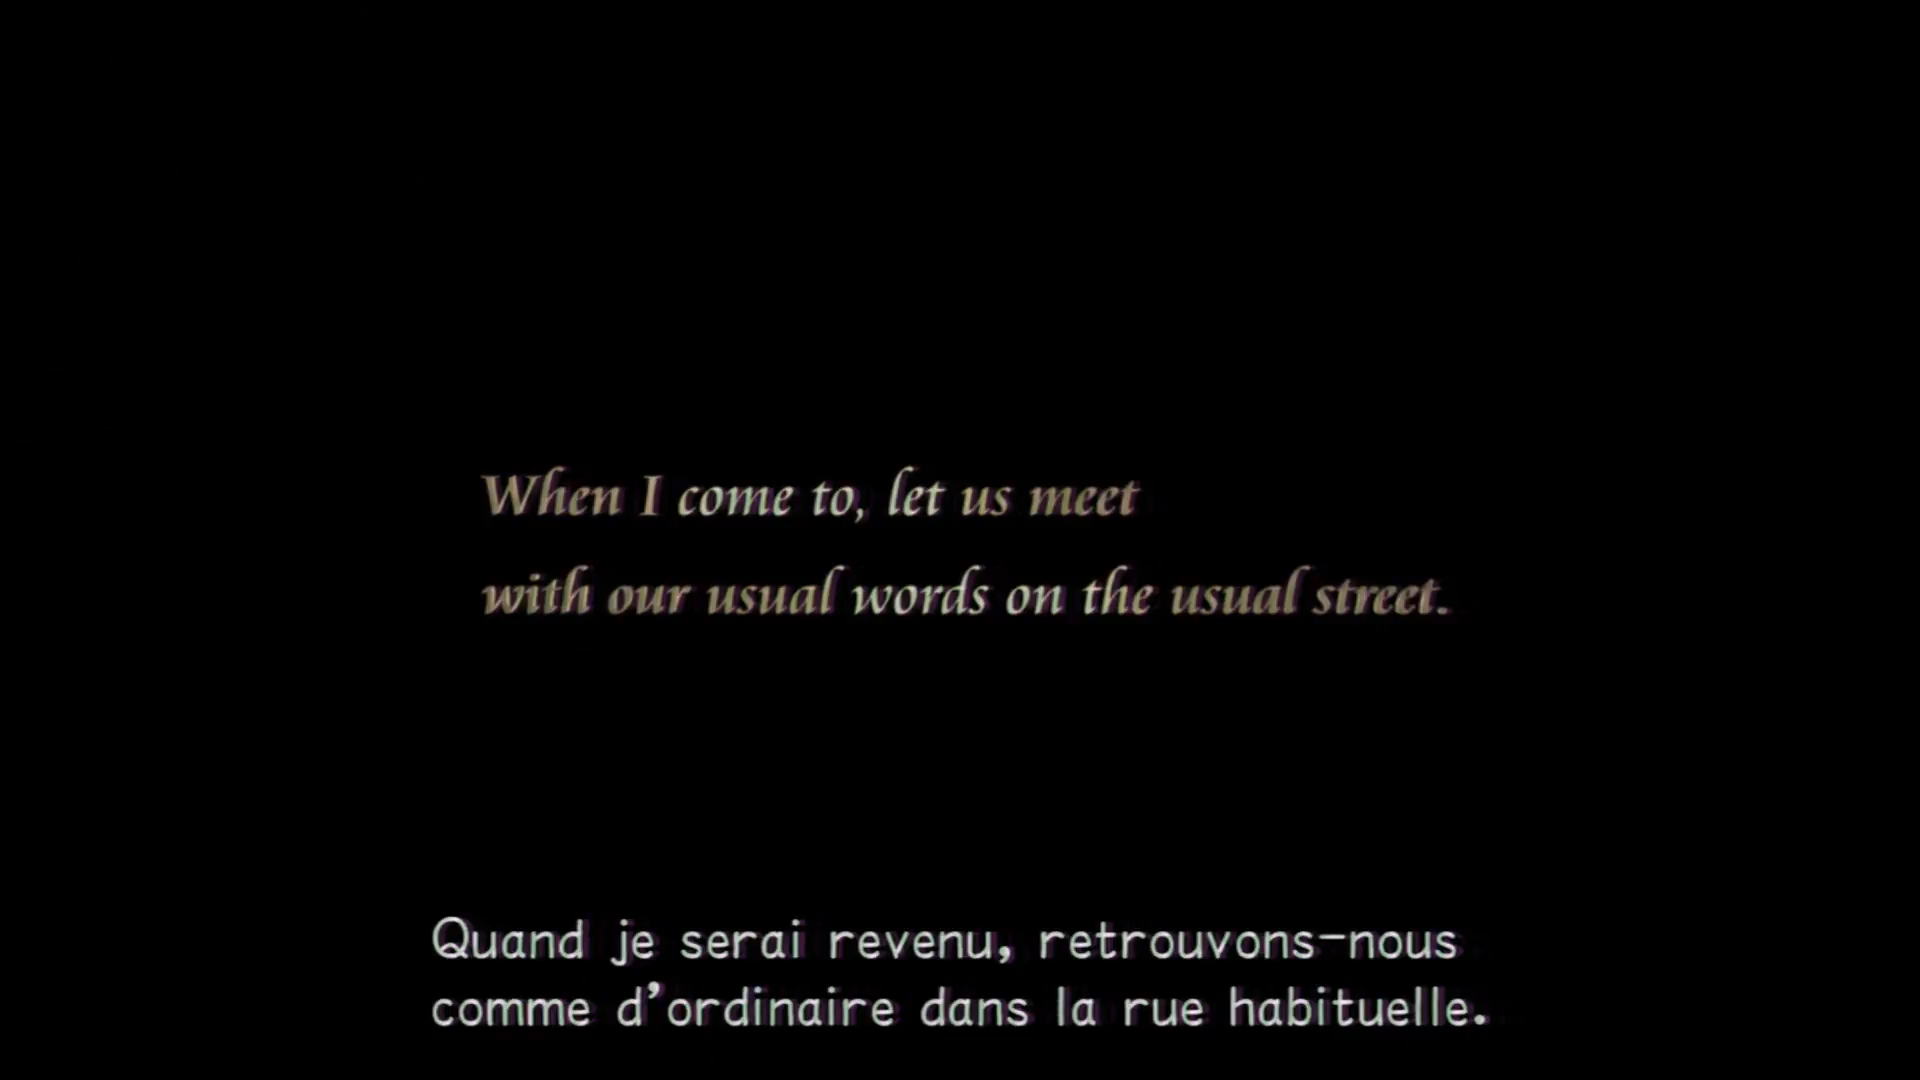 When I come to, let us meet
with our usual words on the usual street.
Quand je serai revenu, retrouvons-nous
comme d’ordinaire dans la rue habituelle.